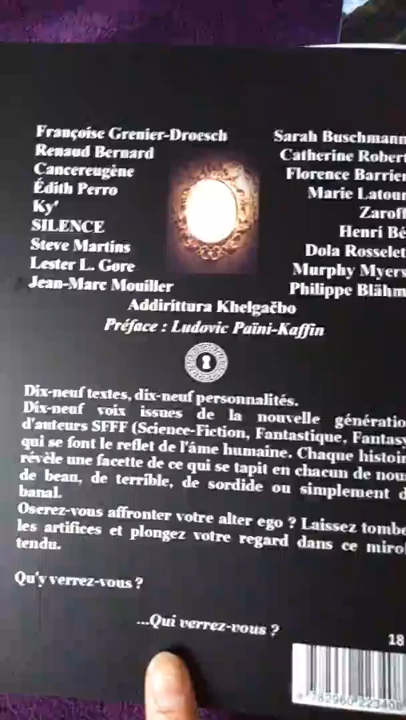 Françoise Grenier-Droesch Sarah Buschmann
Renaud Bernard Catherine Robert
Cancereugène Florence Barrier
Édith Perro Marie Latour
Ky' Zaroff
SILENCE Henri Bé
Steve Martins Dola Rosselet
Lester L. Gore Murphy Myers
Jean-Marc Mouiller Philippe Blähm
Addirittura Khelgačbo
Préface : Ludovic Païni-Kaffin
Dix-neuf textes, dix-neuf personnalités.
Dix-neuf voix issues de la nouvelle génératio
d'auteurs SFFF (Science-Fiction, Fantastique, Fantasy
qui se font le reflet de l'âme humaine. Chaque histoir
révèle une facette de ce qui se tapit en chacun de nou
de beau, de terrible, de sordide ou simplement d
banal.
Oserez-vous affronter votre alter ego ? Laissez tombe
les artifices et plongez votre regard dans ce miroi
tendu.
Qu'y verrez-vous ?
...Qui verrez-vous ?
18
9 782960 223408